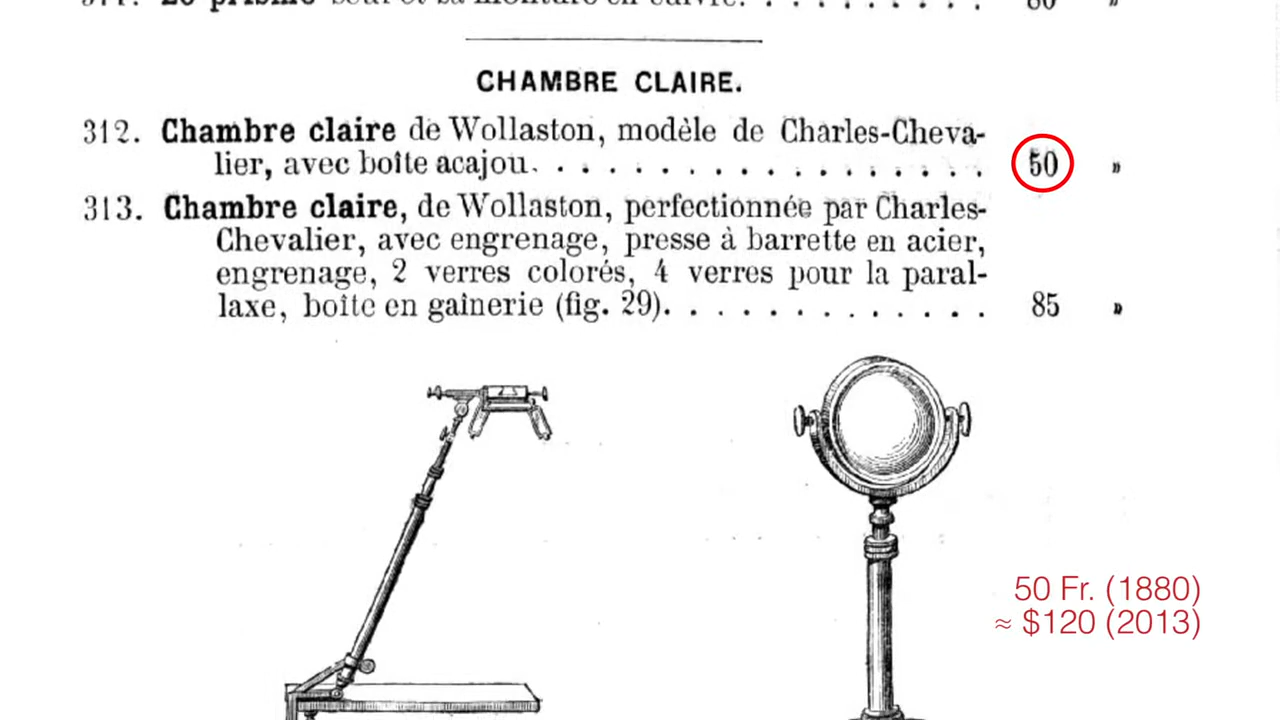 CHAMBRE CLAIRE.
312. Chambre claire de Wollaston, modèle de Charles-Cheva-
lier, avec boîte acajou. . . . . . . . . . . . . . . . . . 50 »
313. Chambre claire, de Wollaston, perfectionnée par Charles-
Chevalier, avec engrenage, presse à barrette en acier,
engrenage, 2 verres colorés, 4 verres pour la paral-
laxe, boîte en gaînerie (fig. 29). . . . . . . . . . . . . 85 »
50 Fr. (1880)
≈ $120 (2013)